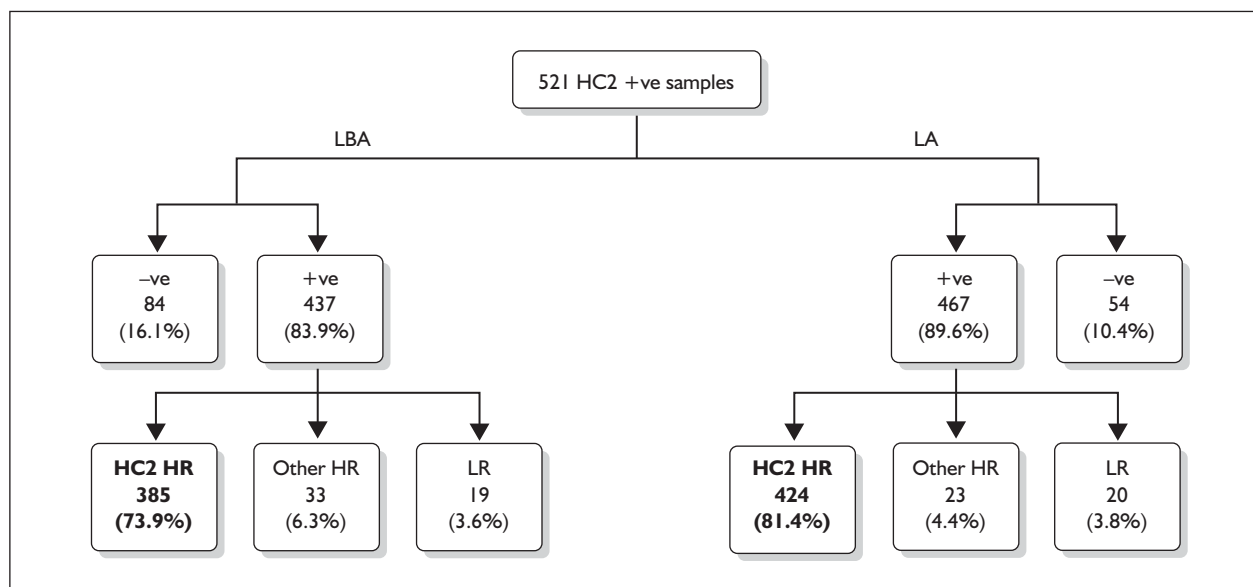 521 HC2 +ve samples
LBA
LA
–ve
84
(16.1%)
+ve
437
(83.9%)
+ve
467
(89.6%)
–ve
54
(10.4%)
HC2 HR
385
(73.9%)
Other HR
33
(6.3%)
LR
19
(3.6%)
HC2 HR
424
(81.4%)
Other HR
23
(4.4%)
LR
20
(3.8%)